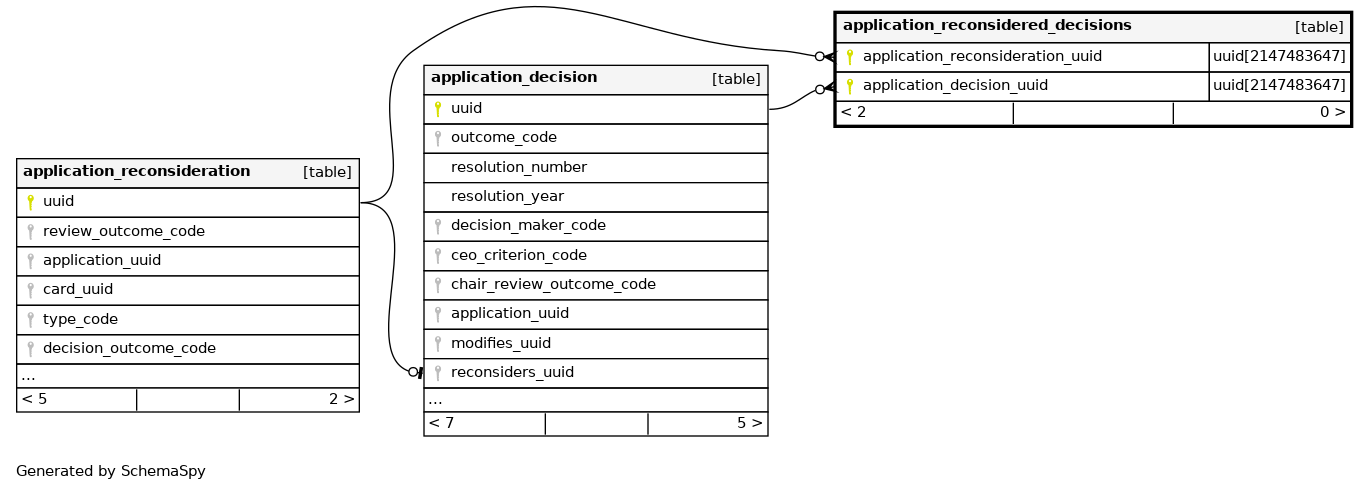 application_reconsidered_decisions [table]
application_reconsideration_uuid uuid[2147483647]
application_decision_uuid uuid[2147483647]
< 2 0 >
application_decision [table]
uuid
outcome_code
resolution_number
resolution_year
decision_maker_code
ceo_criterion_code
chair_review_outcome_code
application_uuid
modifies_uuid
reconsiders_uuid
...
< 7 5 >
application_reconsideration [table]
uuid
review_outcome_code
application_uuid
card_uuid
type_code
decision_outcome_code
...
< 5 2 >
Generated by SchemaSpy